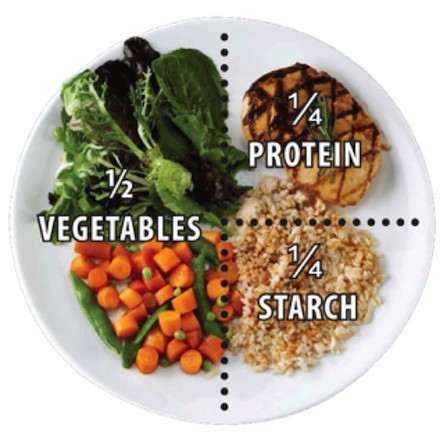 ½
VEGETABLES
¼
PROTEIN
¼
STARCH